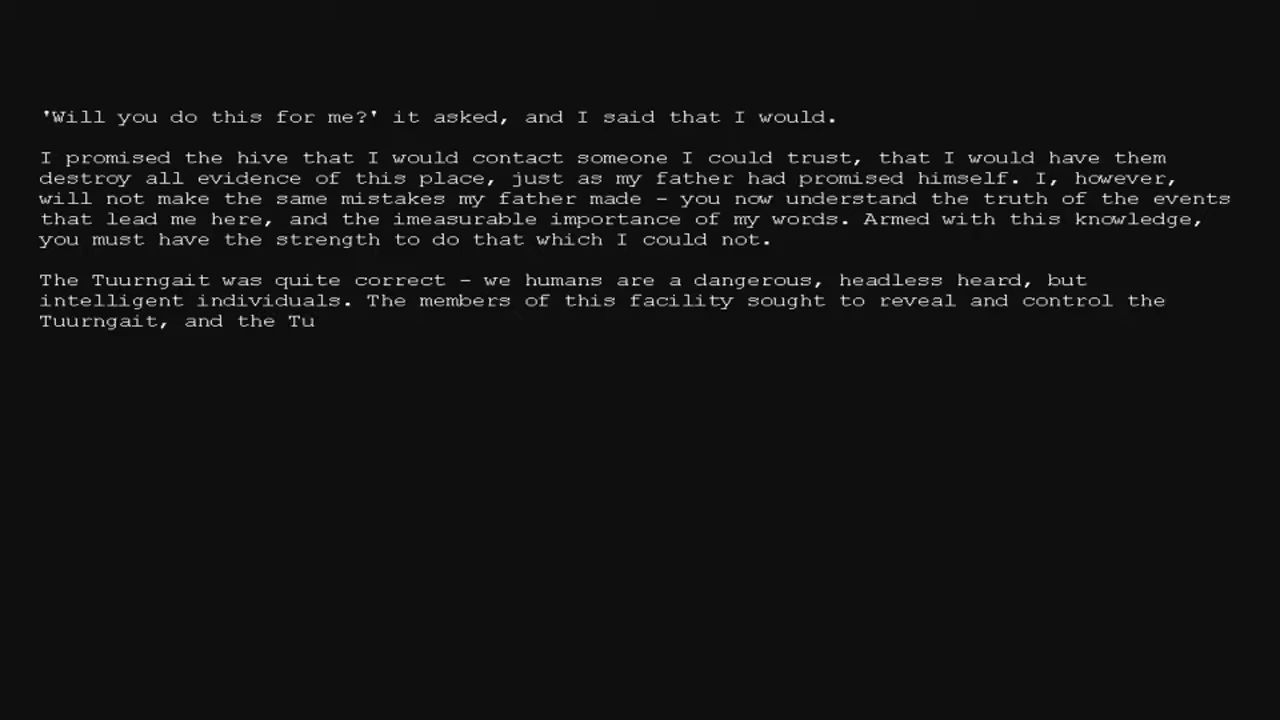 'Will you do this for me?' it asked, and I said that I would.
I promised the hive that I would contact someone I could trust, that I would have them
destroy all evidence of this place, just as my father had promised himself. I, however,
will not make the same mistakes my father made - you now understand the truth of the events
that lead me here, and the imeasurable importance of my words. Armed with this knowledge,
you must have the strength to do that which I could not.
The Tuurngait was quite correct - we humans are a dangerous, headless heard, but
intelligent individuals. The members of this facility sought to reveal and control the
Tuurngait, and the Tu